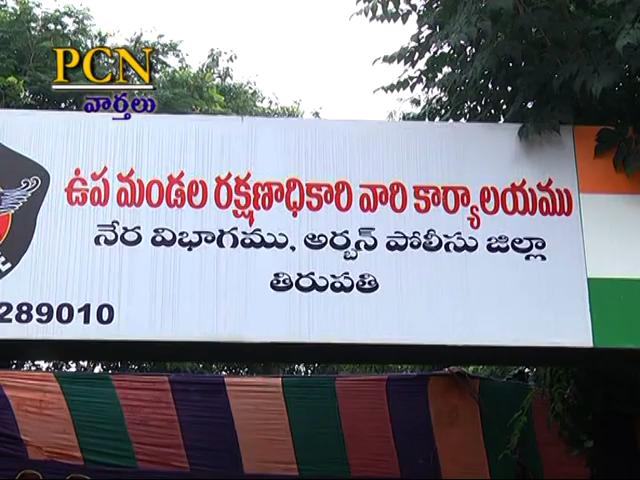 PCN
వార్తలు
ఉప మండల రక్షణాధికారి వారి కార్యాలయము
నేర విభాగము, అర్బన్ పోలీసు జిల్లా
తిరుపతి
289010